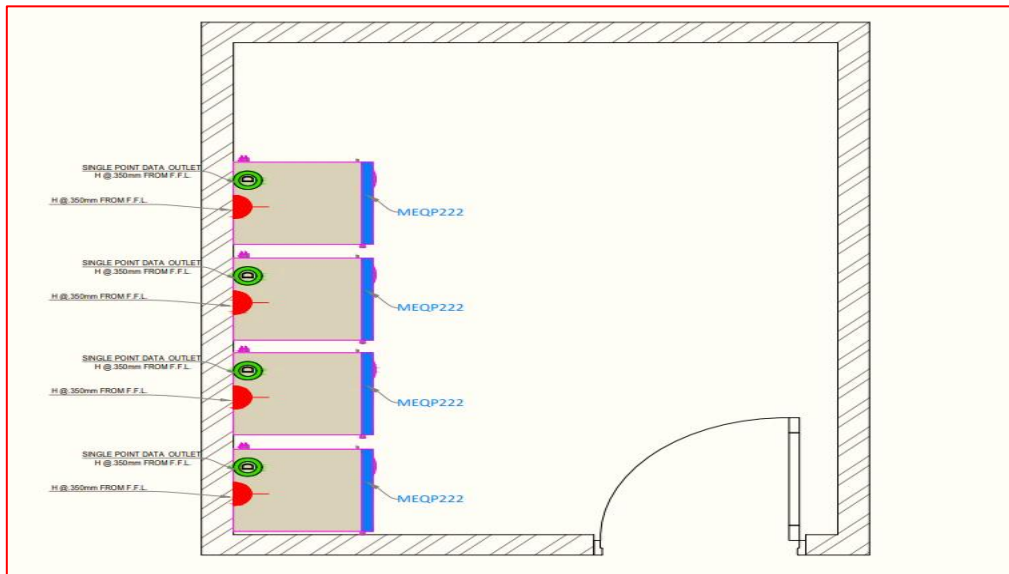 SINGLE POINT DATA OUTLET
H @.350mm FROM F.F.L.
H @.350mm FROM F.F.L.
MEQP222
SINGLE POINT DATA OUTLET
H @.350mm FROM F.F.L.
H @.350mm FROM F.F.L.
MEQP222
SINGLE POINT DATA OUTLET
H @.350mm FROM F.F.L.
H @.350mm FROM F.F.L.
MEQP222
SINGLE POINT DATA OUTLET
H @.350mm FROM F.F.L.
H @.350mm FROM F.F.L.
MEQP222